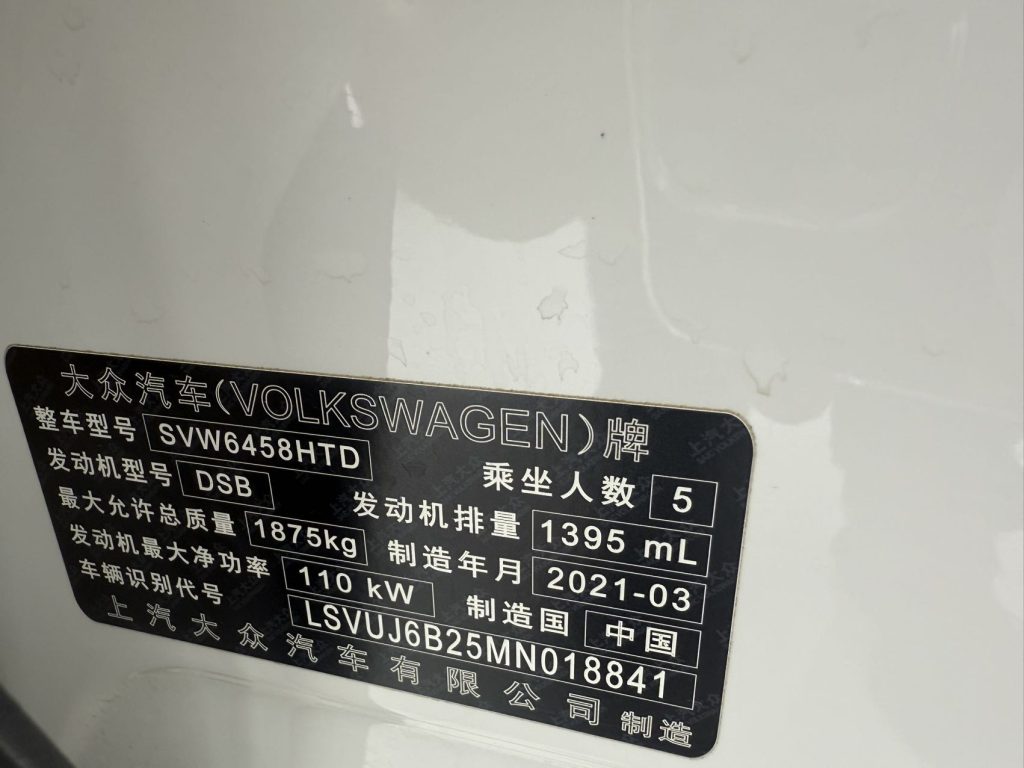 大众汽车(VOLKSWAGEN)牌
整车型号 SVW6458HTD 乘坐人数 5
发动机型号 DSB 发动机排量 1395 mL
最大允许总质量 1875kg 制造年月 2021-03
发动机最大净功率 110 kW 制造国 中国
车辆识别代号 LSVUJ6B25MN018841
上汽大众汽车有限公司制造